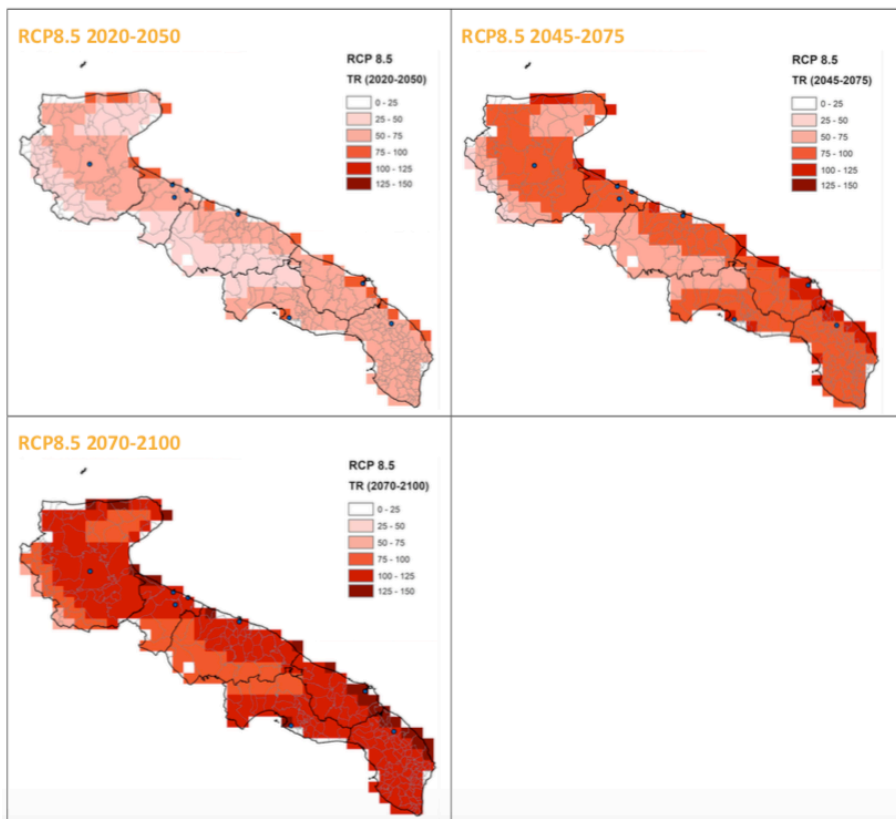 RCP8.5 2020-2050
RCP 8.5
TR (2020-2050)
0 - 25
25 - 50
50 - 75
75 - 100
100 - 125
125 - 150
RCP8.5 2045-2075
RCP 8.5
TR (2045-2075)
0 - 25
25 - 50
50 - 75
75 - 100
100 - 125
125 - 150
RCP8.5 2070-2100
RCP 8.5
TR (2070-2100)
0 - 25
25 - 50
50 - 75
75 - 100
100 - 125
125 - 150